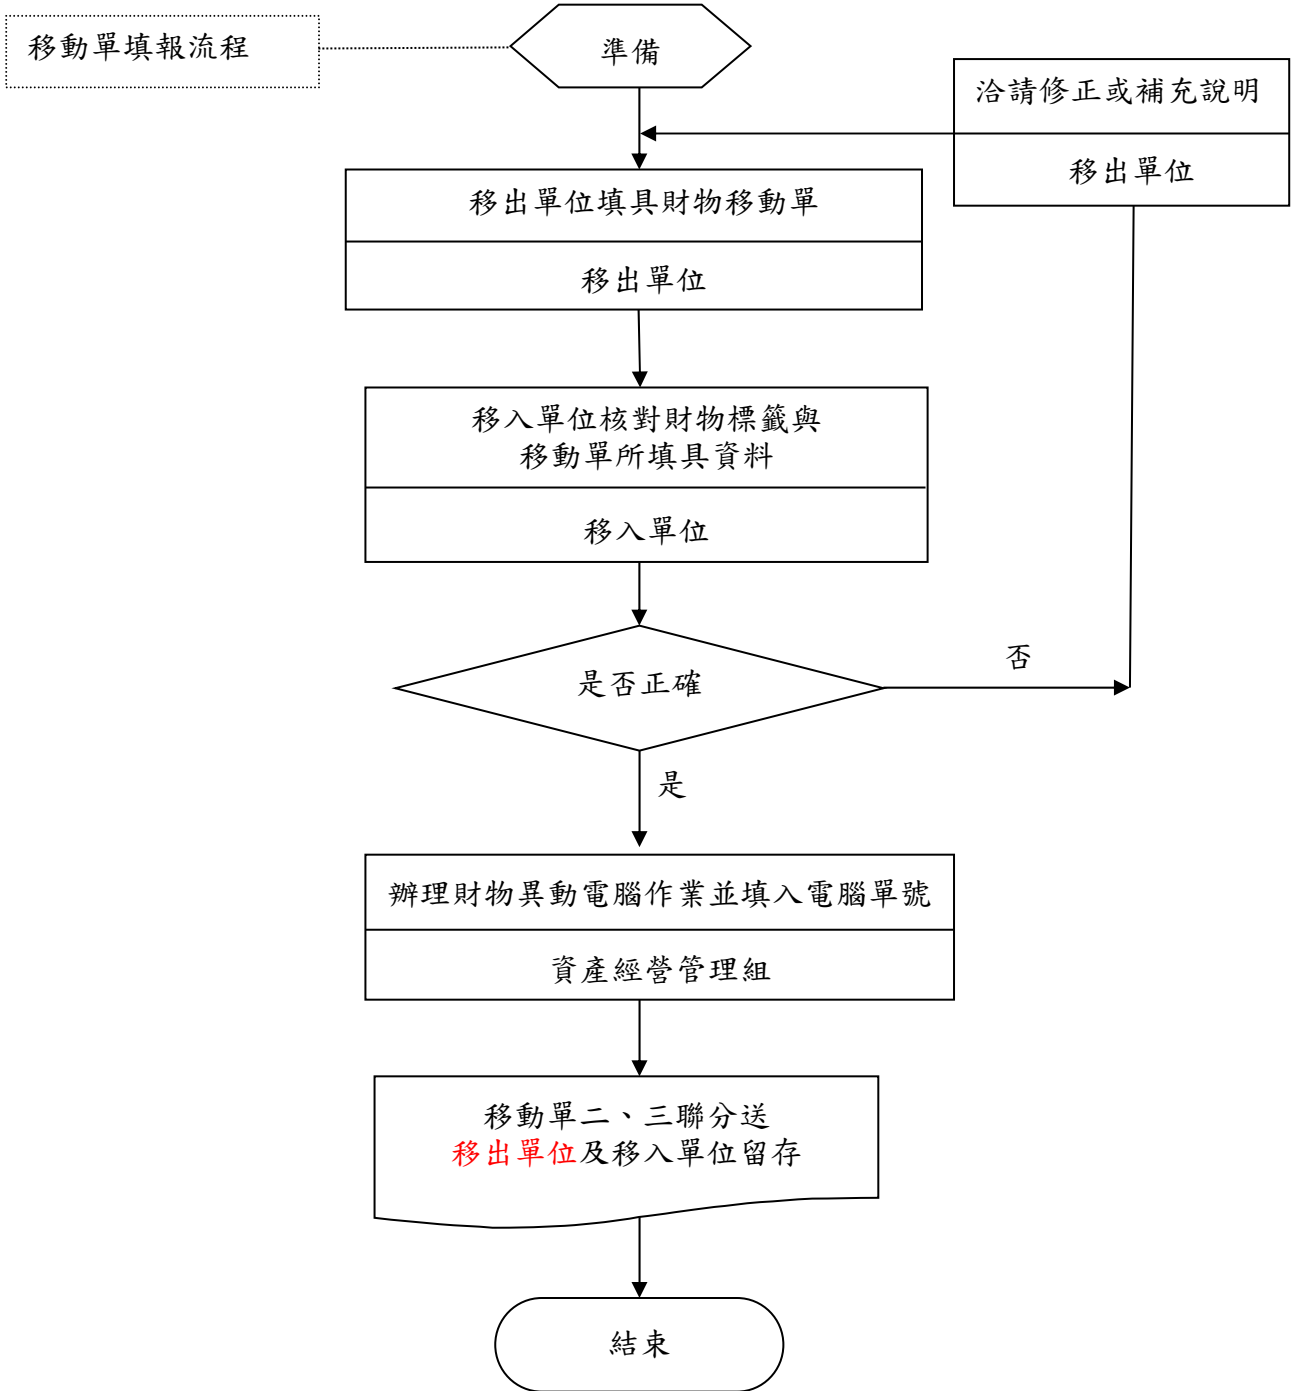 移動單填報流程
準備
洽請修正或補充說明
移出單位
移出單位填具財物移動單
移出單位
移入單位核對財物標籤與
移動單所填具資料
移入單位
是否正確
否
是
辦理財物異動電腦作業並填入電腦單號
資產經營管理組
移動單二、三聯分送
移出單位及移入單位留存
結束